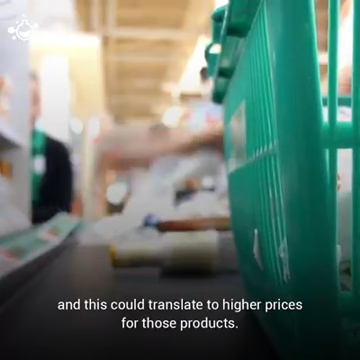 and this could translate to higher prices
for those products.